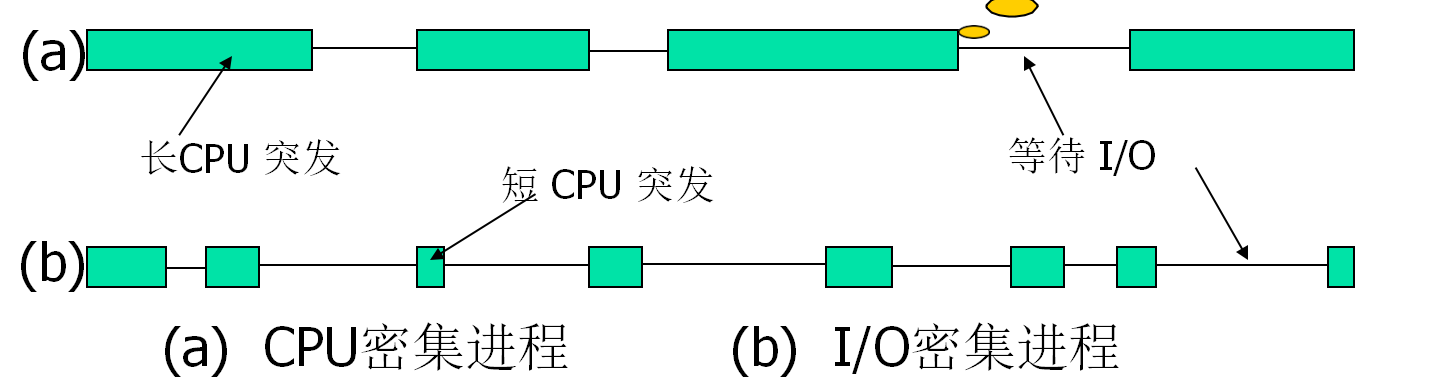 (a)
长CPU 突发
等待 I/O
短 CPU 突发
(b)
(a) CPU密集进程 (b) I/O密集进程